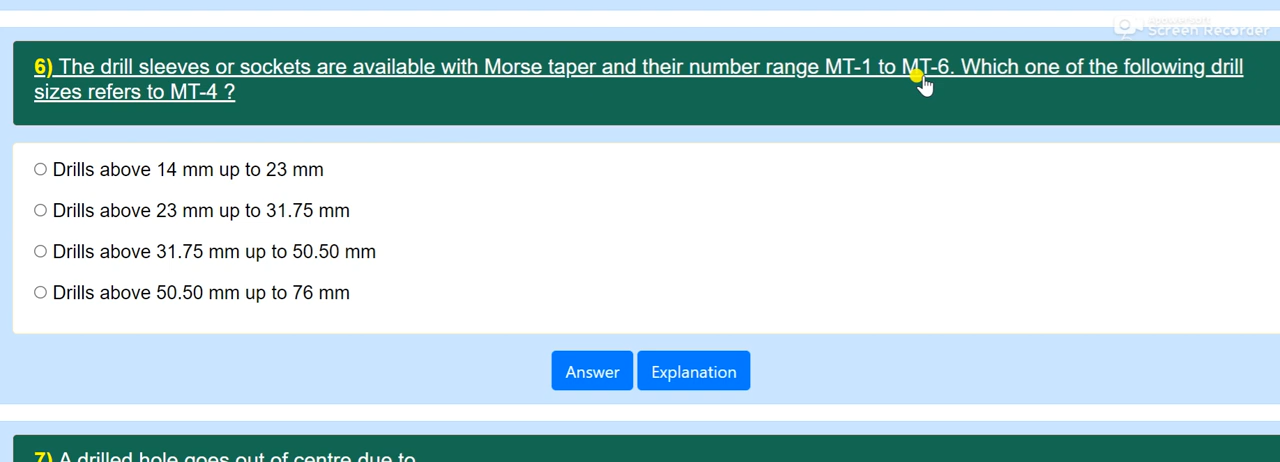 Screen Recorder
6) The drill sleeves or sockets are available with Morse taper and their number range MT-1 to MT-6. Which one of the following drill
sizes refers to MT-4 ?
Drills above 14 mm up to 23 mm
Drills above 23 mm up to 31.75 mm
Drills above 31.75 mm up to 50.50 mm
Drills above 50.50 mm up to 76 mm
Answer Explanation
7) A drilled hole goes out of centre due to